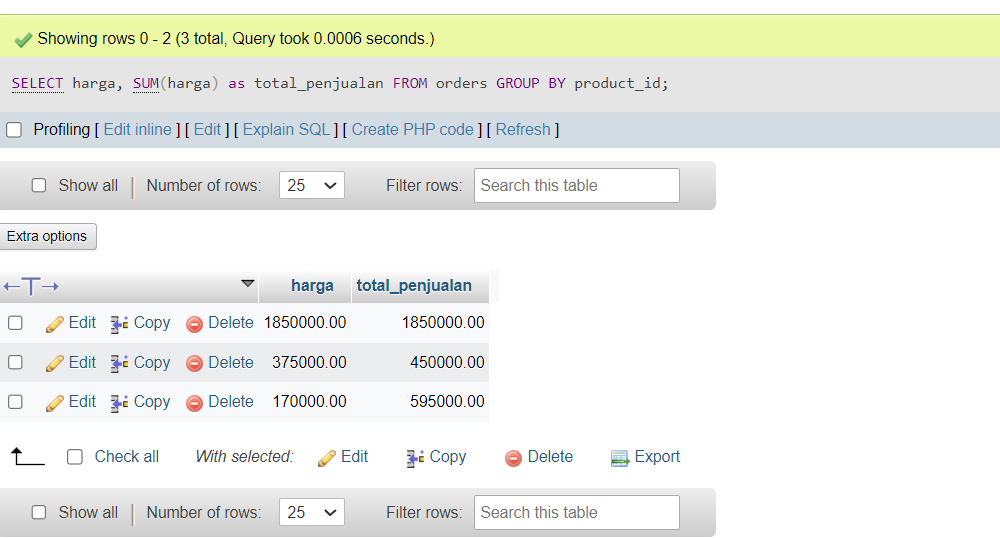 Showing rows 0 - 2 (3 total, Query took 0.0006 seconds.)
SELECT harga, SUM(harga) as total_penjualan FROM orders GROUP BY product_id;
Profiling [ Edit inline ] [ Edit ] [ Explain SQL ] [ Create PHP code ] [ Refresh ]
Show all Number of rows: 25 Filter rows: Search this table
Extra options
harga total_penjualan
Edit Copy Delete 1850000.00 1850000.00
Edit Copy Delete 375000.00 450000.00
Edit Copy Delete 170000.00 595000.00
Check all With selected: Edit Copy Delete Export
Show all Number of rows: 25 Filter rows: Search this table